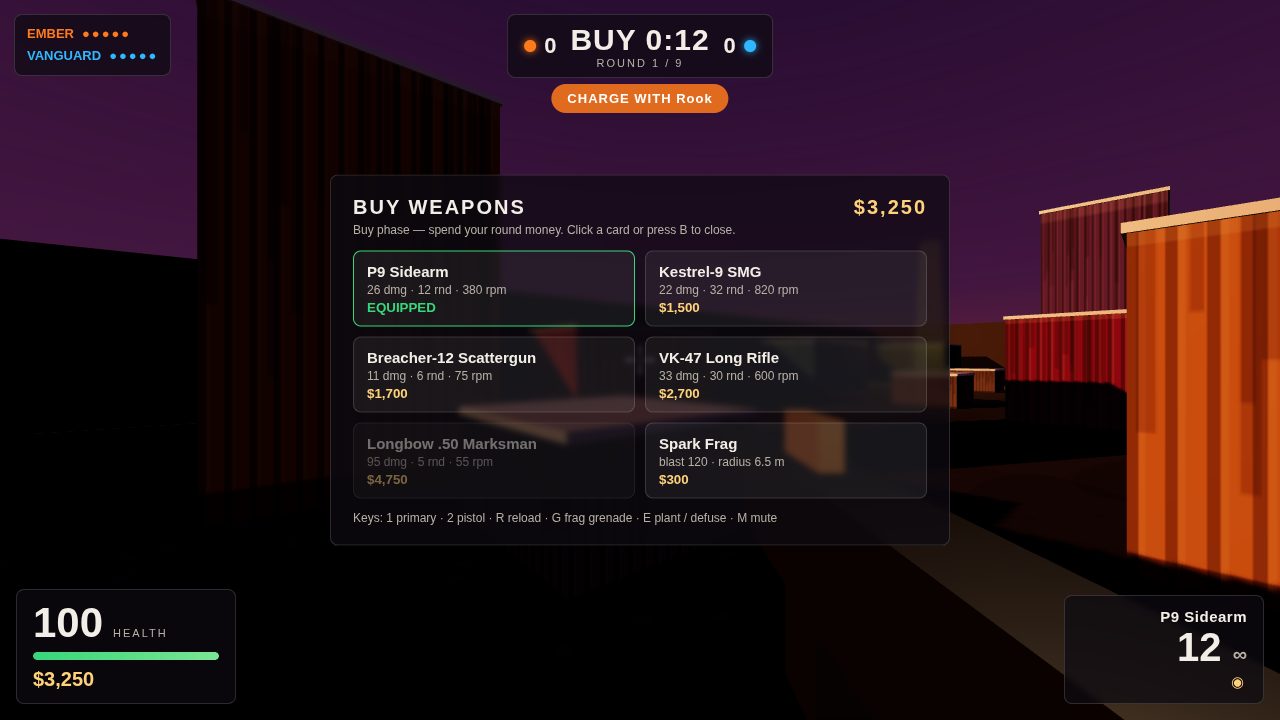 EMBER ●●●●●
VANGUARD ●●●●●
0 BUY 0:12 0
ROUND 1 / 9
CHARGE WITH Rook
BUY WEAPONS $3,250
Buy phase — spend your round money. Click a card or press B to close.
P9 Sidearm
26 dmg · 12 rnd · 380 rpm
EQUIPPED
Kestrel-9 SMG
22 dmg · 32 rnd · 820 rpm
$1,500
Breacher-12 Scattergun
11 dmg · 6 rnd · 75 rpm
$1,700
VK-47 Long Rifle
33 dmg · 30 rnd · 600 rpm
$2,700
Longbow .50 Marksman
95 dmg · 5 rnd · 55 rpm
$4,750
Spark Frag
blast 120 · radius 6.5 m
$300
Keys: 1 primary · 2 pistol · R reload · G frag grenade · E plant / defuse · M mute
100 HEALTH
$3,250
P9 Sidearm
12 ∞
◉